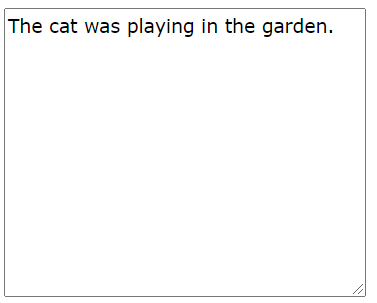 The cat was playing in the garden.